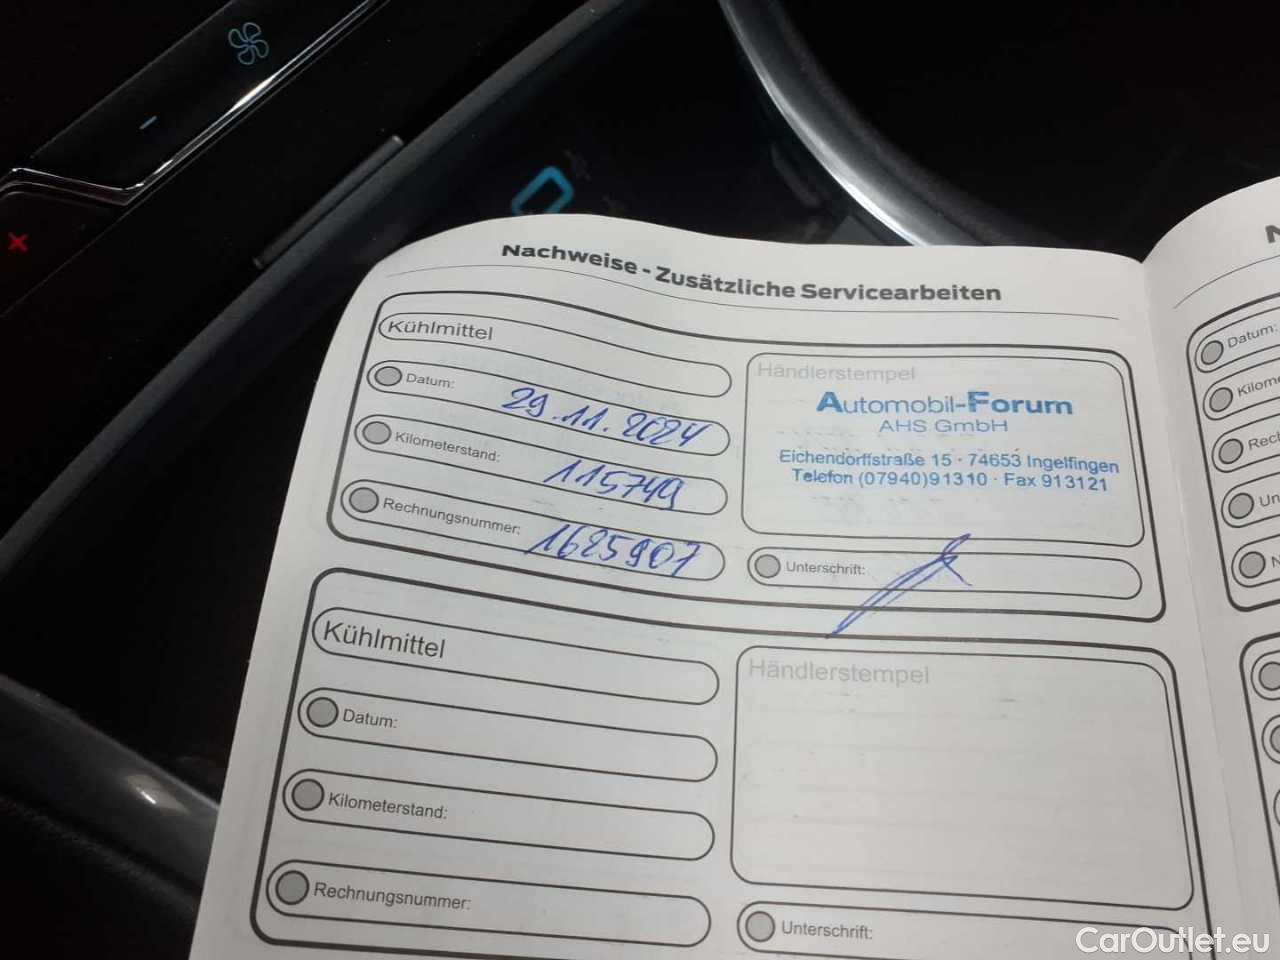 Nachweise - Zusätzliche Servicearbeiten
Kühlmittel
Datum: 29.11.2024
Kilometerstand: 115749
Rechnungsnummer: 1625907
Händlerstempel
Automobil-Forum
AHS GmbH
Eichendorffstraße 15 · 74653 Ingelfingen
Telefon (07940)91310 · Fax 913121
Unterschrift:
Kühlmittel
Datum:
Kilometerstand:
Rechnungsnummer:
Händlerstempel
Unterschrift:
Datum:
CarOutlet.eu